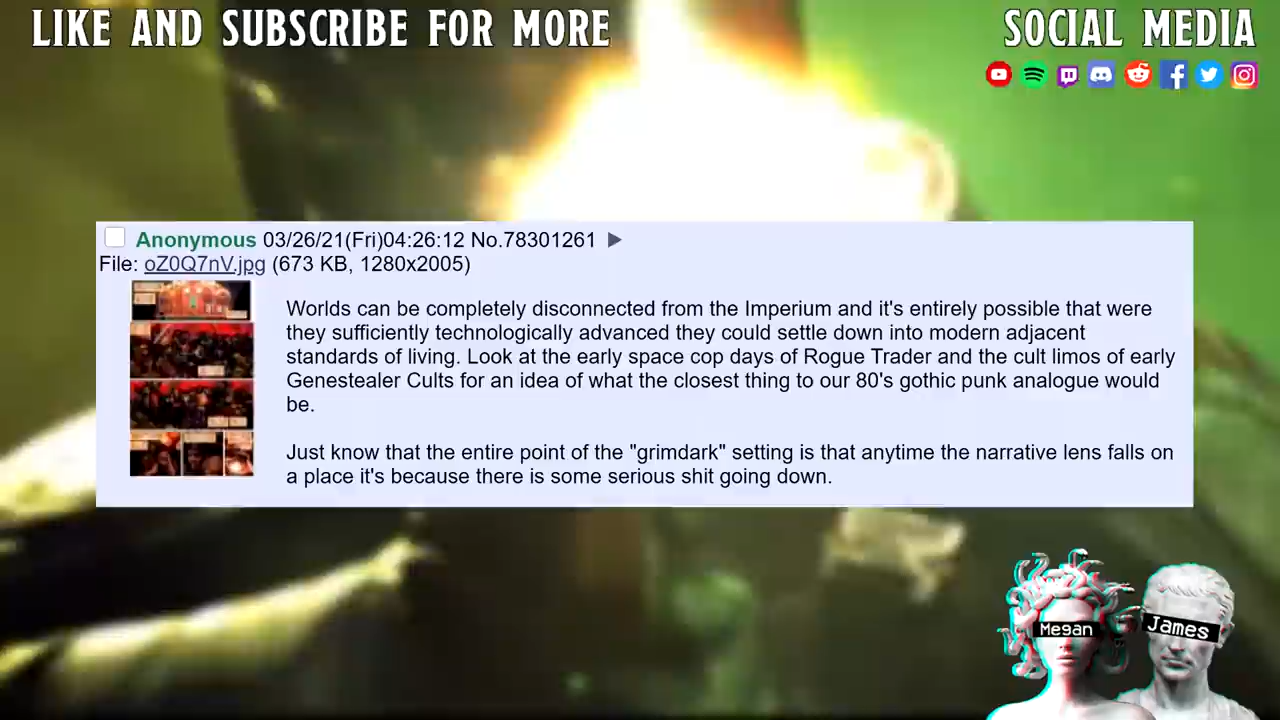 LIKE AND SUBSCRIBE FOR MORE
SOCIAL MEDIA
Anonymous 03/26/21(Fri)04:26:12 No.78301261 ▶
File: oZ0Q7nV.jpg (673 KB, 1280x2005)
Worlds can be completely disconnected from the Imperium and it's entirely possible that were
they sufficiently technologically advanced they could settle down into modern adjacent
standards of living. Look at the early space cop days of Rogue Trader and the cult limos of early
Genestealer Cults for an idea of what the closest thing to our 80's gothic punk analogue would
be.
Just know that the entire point of the "grimdark" setting is that anytime the narrative lens falls on
a place it's because there is some serious shit going down.
Megan
James